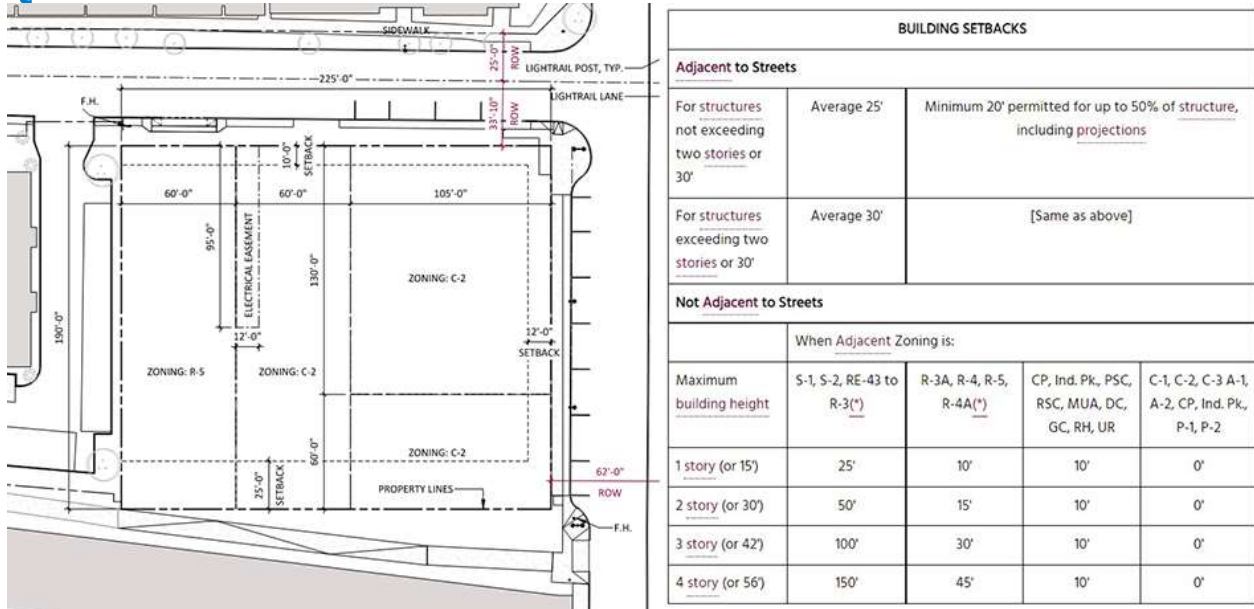 SIDEWALK
25'-0"
ROW
LIGHTRAIL POST, TYP.
225'-0"
LIGHTRAIL LANE
F.H.
33'-10"
ROW
10'-0"
SETBACK
60'-0"
60'-0"
105'-0"
95'-0"
ELECTRICAL EASEMENT
130'-0"
ZONING: C-2
190'-0"
12'-0"
12'-0"
SETBACK
ZONING: R-5
ZONING: C-2
60'-0"
ZONING: C-2
25'-0"
SETBACK
PROPERTY LINES
62'-0"
ROW
F.H.
BUILDING SETBACKS
Adjacent to Streets
For structures
not exceeding
two stories or
30'
Average 25'
Minimum 20' permitted for up to 50% of structure,
including projections
For structures
exceeding two
stories or 30'
Average 30'
[Same as above]
Not Adjacent to Streets
When Adjacent Zoning is:
Maximum
building height
S-1, S-2, RE-43 to
R-3(*)
R-3A, R-4, R-5,
R-4A(*)
CP, Ind. Pk., PSC,
RSC, MUA, DC,
GC, RH, UR
C-1, C-2, C-3 A-1,
A-2, CP, Ind. Pk.,
P-1, P-2
1 story (or 15') 25' 10' 10' 0'
2 story (or 30') 50' 15' 10' 0'
3 story (or 42') 100' 30' 10' 0'
4 story (or 56') 150' 45' 10' 0'